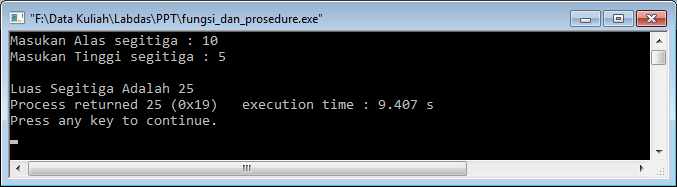 "F:\Data Kuliah\Labdas\PPT\fungsi_dan_prosedure.exe"
Masukan Alas segitiga : 10
Masukan Tinggi segitiga : 5
Luas Segitiga Adalah 25
Process returned 25 (0x19)   execution time : 9.407 s
Press any key to continue.